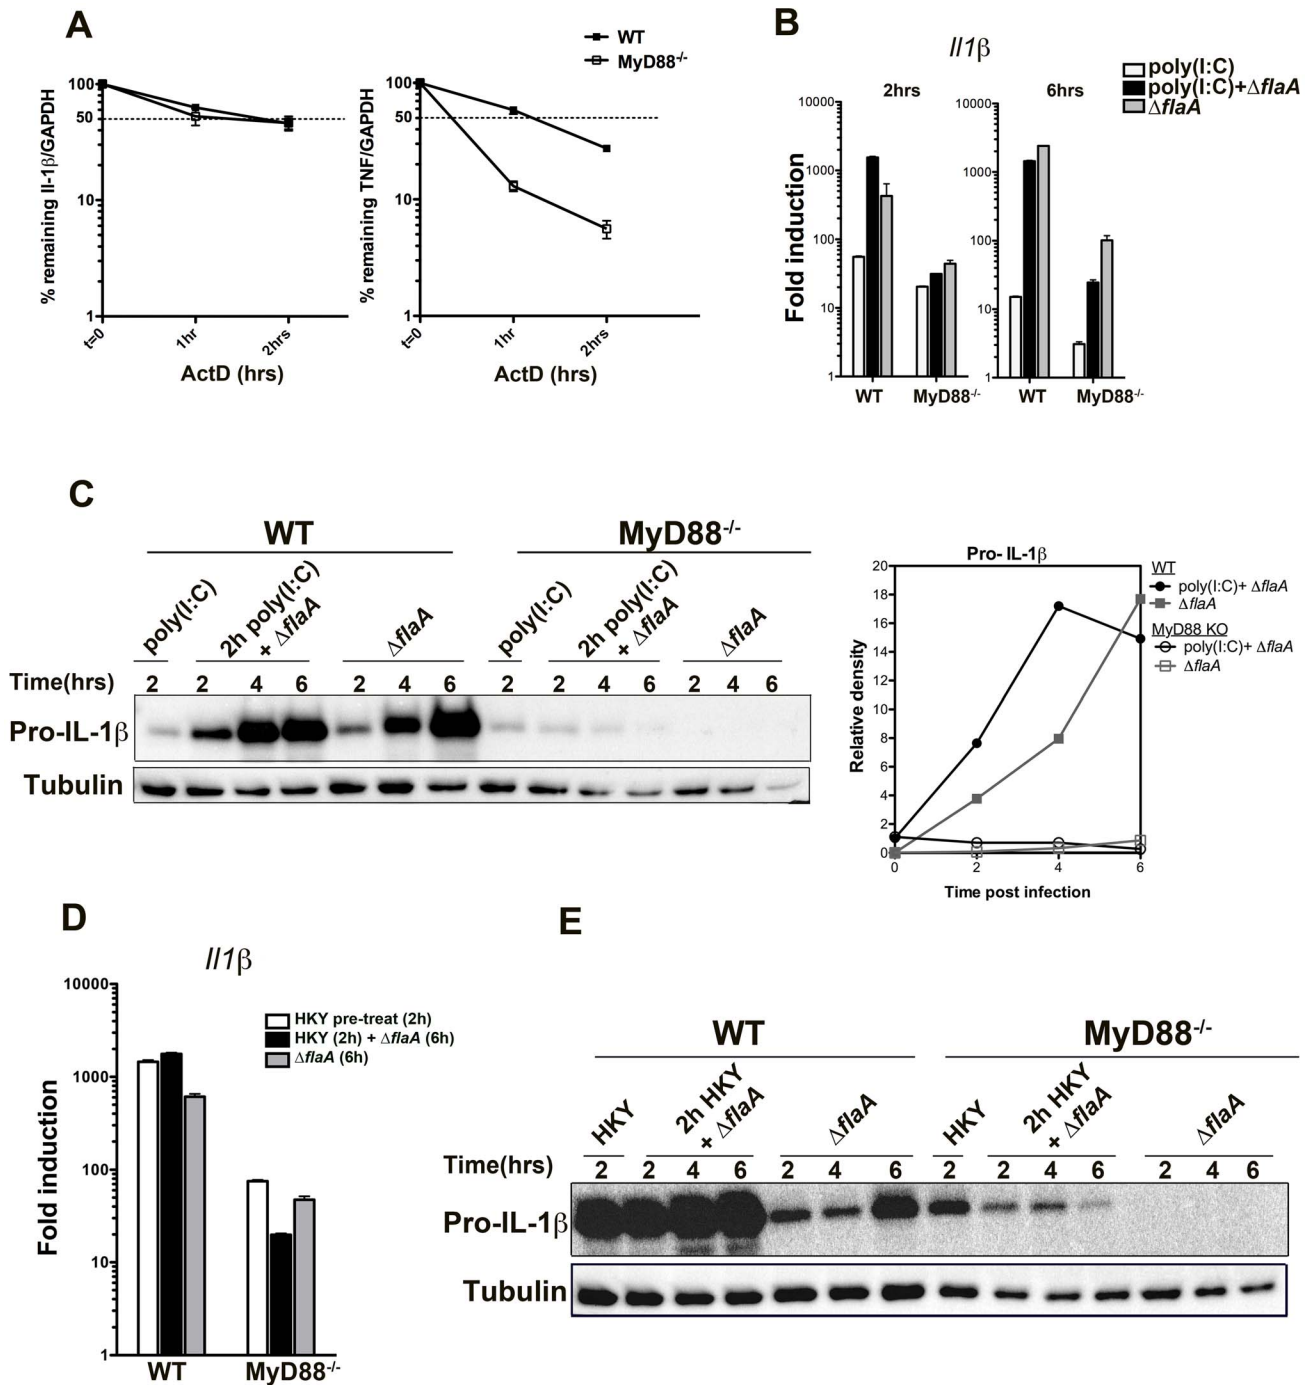 A
WT
MyD88-/-
% remaining Il-1β/GAPDH
100
50
10
1
t=0
1hr
2hrs
ActD (hrs)
% remaining TNF/GAPDH
100
50
10
1
t=0
1hr
2hrs
ActD (hrs)
B
Il1β
poly(I:C)
poly(I:C)+ΔflaA
ΔflaA
2hrs
6hrs
Fold induction
10000
1000
100
10
1
WT
MyD88-/-
10000
1000
100
10
1
WT
MyD88-/-
C
WT
MyD88-/-
poly(I:C)
2h poly(I:C)
+ ΔflaA
ΔflaA
poly(I:C)
2h poly(I:C)
+ ΔflaA
ΔflaA
Time(hrs)
2 2 4 6 2 4 6 2 2 4 6 2 4 6
Pro-IL-1β
Tubulin
Pro- IL-1β
Relative density
20
18
16
14
12
10
8
6
4
2
0
0 2 4 6
Time post infection
WT
poly(I:C)+ ΔflaA
ΔflaA
MyD88 KO
poly(I:C)+ ΔflaA
ΔflaA
D
Il1β
Fold induction
10000
1000
100
10
1
HKY pre-treat (2h)
HKY (2h) + ΔflaA (6h)
ΔflaA (6h)
WT
MyD88-/-
E
WT
MyD88-/-
HKY
2h HKY
+ ΔflaA
ΔflaA
HKY
2h HKY
+ ΔflaA
ΔflaA
Time(hrs)
2 2 4 6 2 4 6 2 2 4 6 2 4 6
Pro-IL-1β
Tubulin